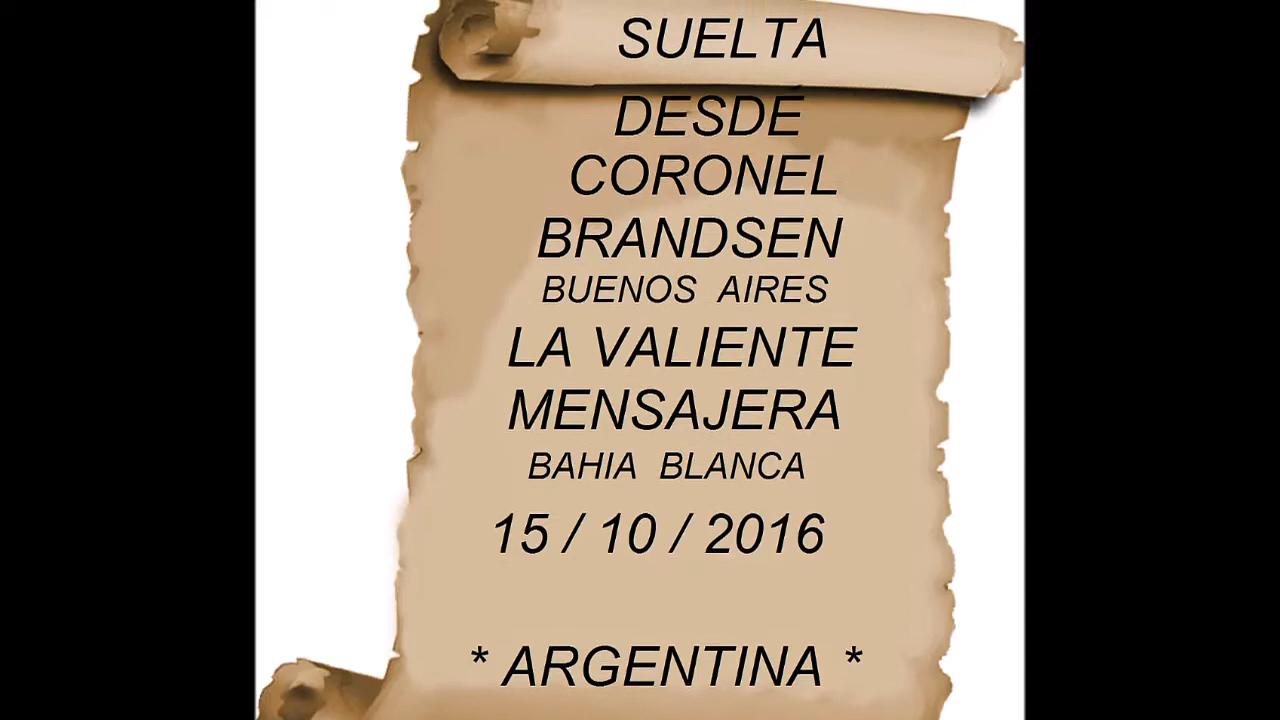 SUELTA
DESDE
CORONEL
BRANDSEN
BUENOS AIRES
LA VALIENTE
MENSAJERA
BAHIA BLANCA
15 / 10 / 2016
* ARGENTINA *